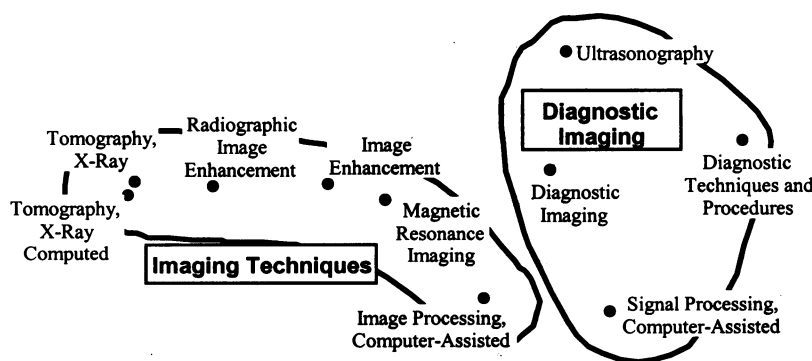 Tomography,
X-Ray
Radiographic
Image
Enhancement
Image
Enhancement
Tomography,
X-Ray
Computed
Magnetic
Resonance
Imaging
Imaging Techniques
Image Processing,
Computer-Assisted
Ultrasonography
Diagnostic
Imaging
Diagnostic
Imaging
Diagnostic
Techniques and
Procedures
Signal Processing,
Computer-Assisted